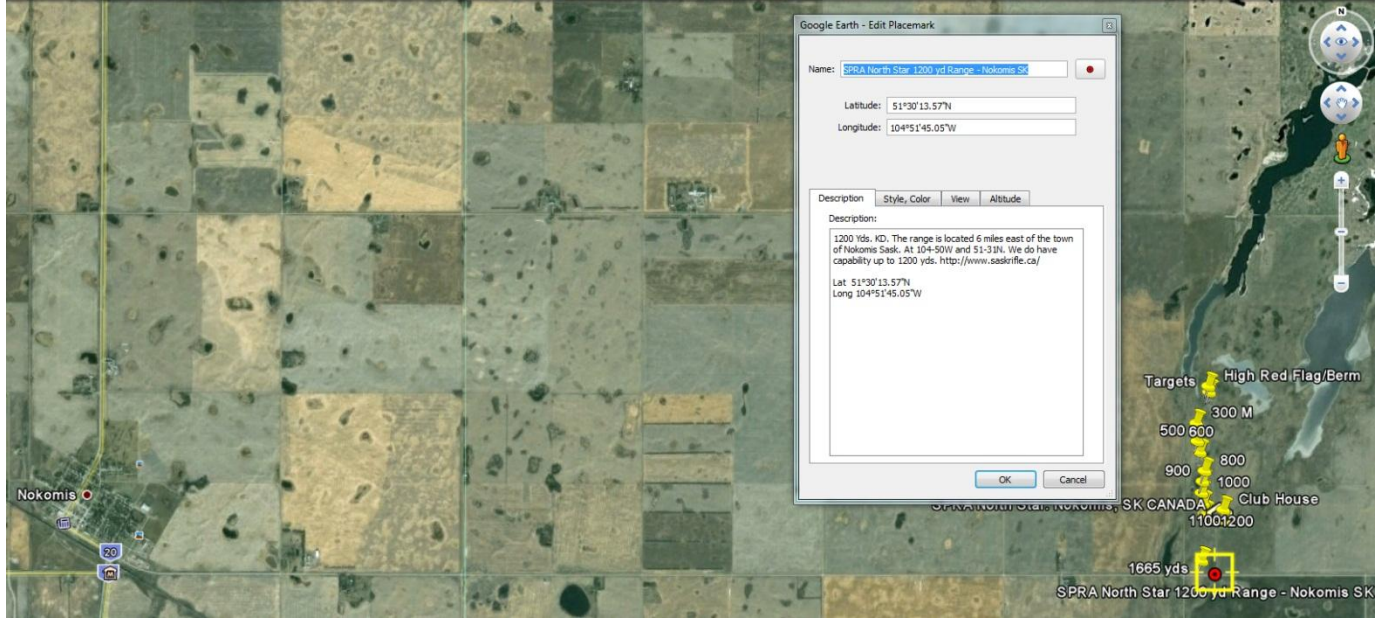 Google Earth - Edit Placemark
Name: SPRA North Star 1200 yd Range - Nokomis SK
Latitude: 51°30'13.57"N
Longitude: 104°51'45.05"W
Description Style, Color View Altitude
Description:
1200 Yds. KD. The range is located 6 miles east of the town
of Nokomis Sask. At 104-50W and 51-31N. We do have
capability up to 1200 yds. http://www.saskrifle.ca/
Lat 51°30'13.57"N
Long 104°51'45.05"W
OK Cancel
N
Targets High Red Flag/Berm
300 M
500 600
800
900
1000
Club House
SPRA North Star. Nokomis, SK CANADA
1100 1200
1665 yds
SPRA North Star 1200 yd Range - Nokomis SK
Nokomis
20